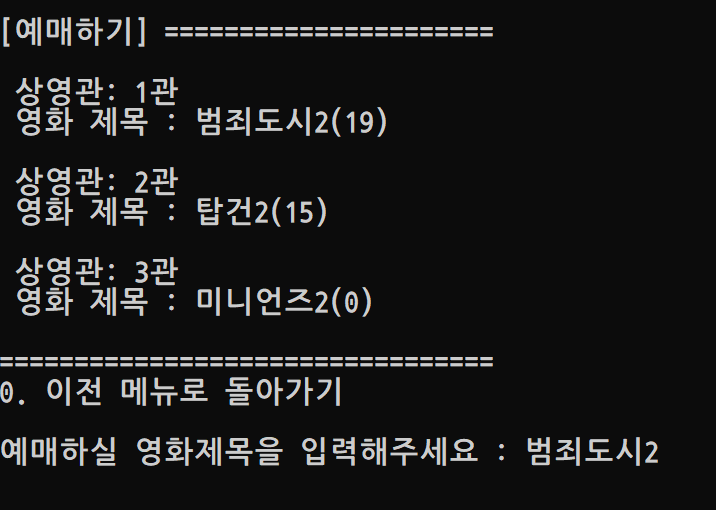 [예매하기] ======================
상영관: 1관
영화 제목 : 범죄도시2(19)
상영관: 2관
영화 제목 : 탑건2(15)
상영관: 3관
영화 제목 : 미니언즈2(0)
=================================
0. 이전 메뉴로 돌아가기
예매하실 영화제목을 입력해주세요 : 범죄도시2